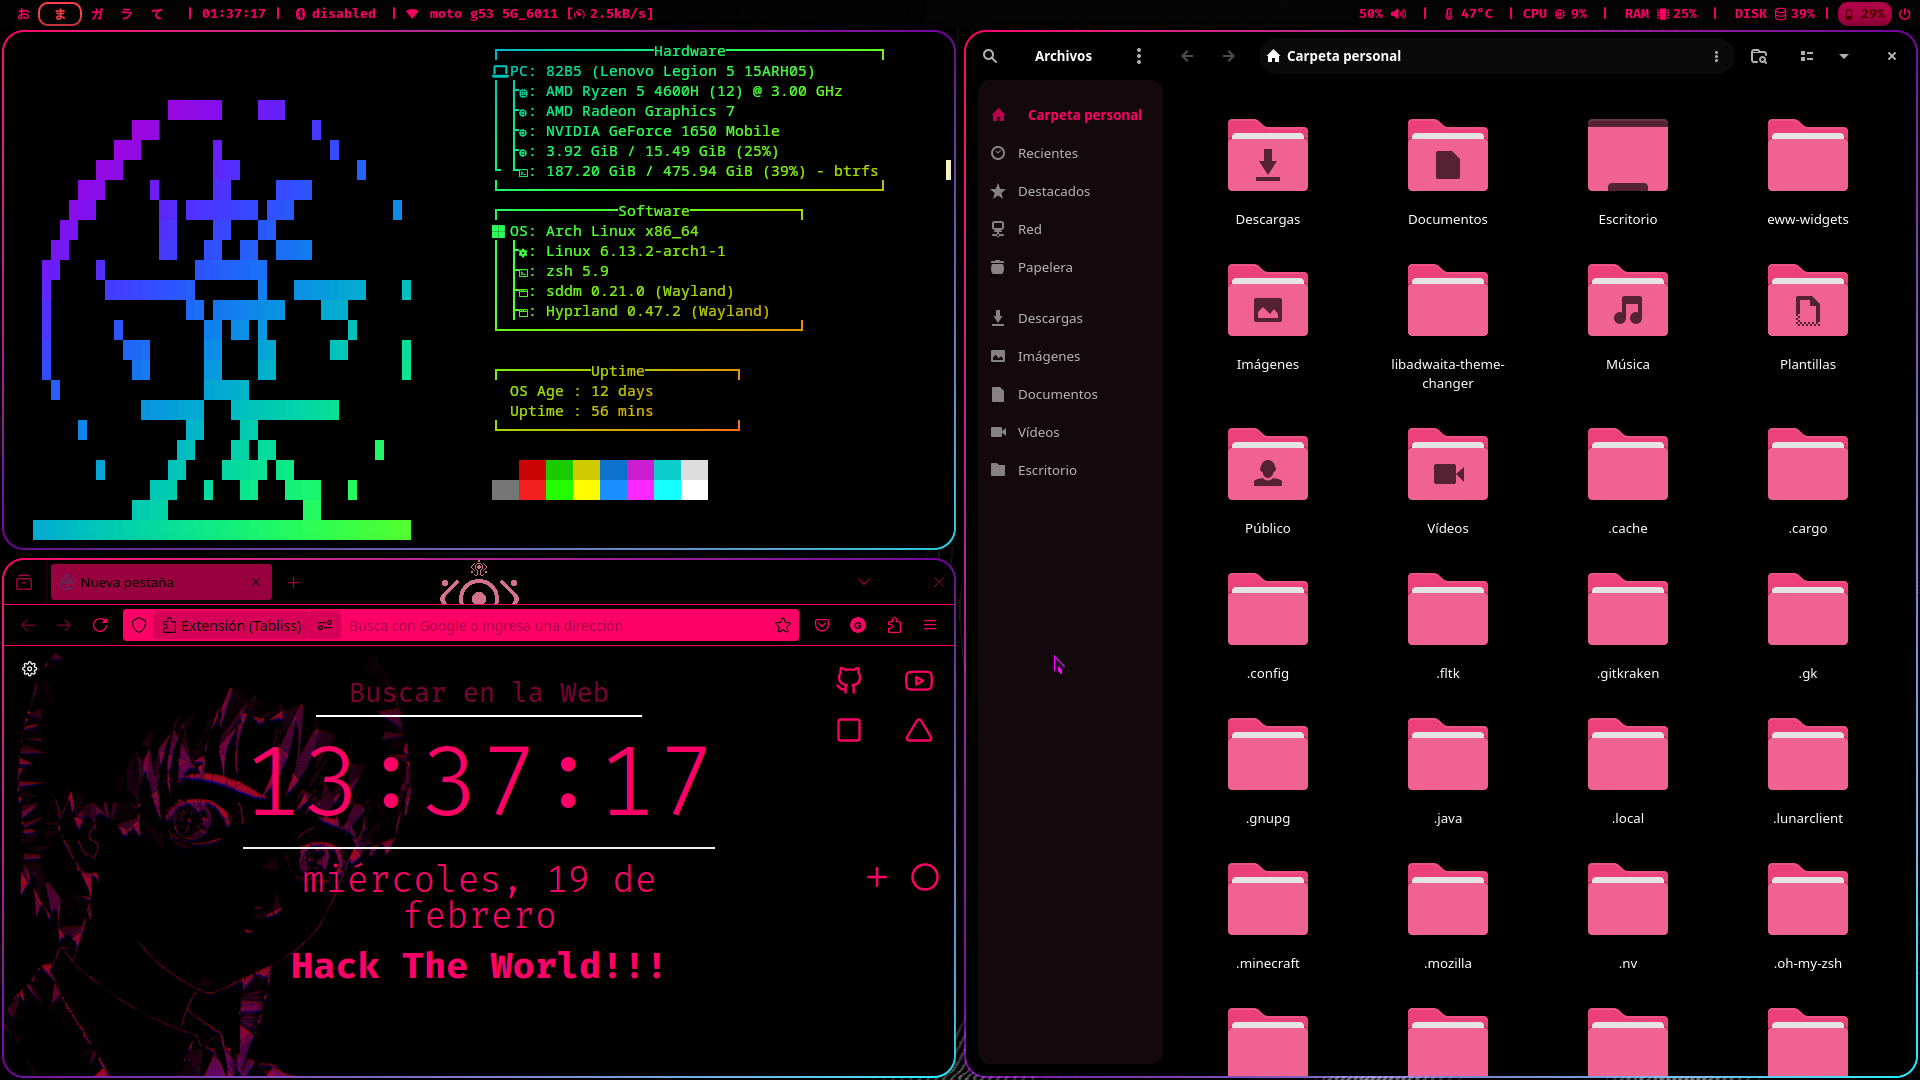 お ま ガ ラ て | 01:37:17 | disabled | moto g53 5G_6011 [ 2.5kB/s]
50% | 47°C | CPU 9% | RAM 25% | DISK 39% | 29%
Hardware
PC: 82B5 (Lenovo Legion 5 15ARH05)
: AMD Ryzen 5 4600H (12) @ 3.00 GHz
: AMD Radeon Graphics 7
: NVIDIA GeForce 1650 Mobile
: 3.92 GiB / 15.49 GiB (25%)
: 187.20 GiB / 475.94 GiB (39%) - btrfs
Software
OS: Arch Linux x86_64
: Linux 6.13.2-arch1-1
: zsh 5.9
: sddm 0.21.0 (Wayland)
: Hyprland 0.47.2 (Wayland)
Uptime
OS Age : 12 days
Uptime : 56 mins
Nueva pestaña
Extensión (Tabliss) Busca con Google o ingresa una dirección
G
Buscar en la Web
13:37:17
miércoles, 19 de
febrero
Hack The World!!!
Archivos
Carpeta personal
Carpeta personal
Recientes
Destacados
Red
Papelera
Descargas
Imágenes
Documentos
Vídeos
Escritorio
Descargas Documentos Escritorio eww-widgets
Imágenes libadwaita-theme-changer Música Plantillas
Público Vídeos .cache .cargo
.config .fltk .gitkraken .gk
.gnupg .java .local .lunarclient
.minecraft .mozilla .nv .oh-my-zsh